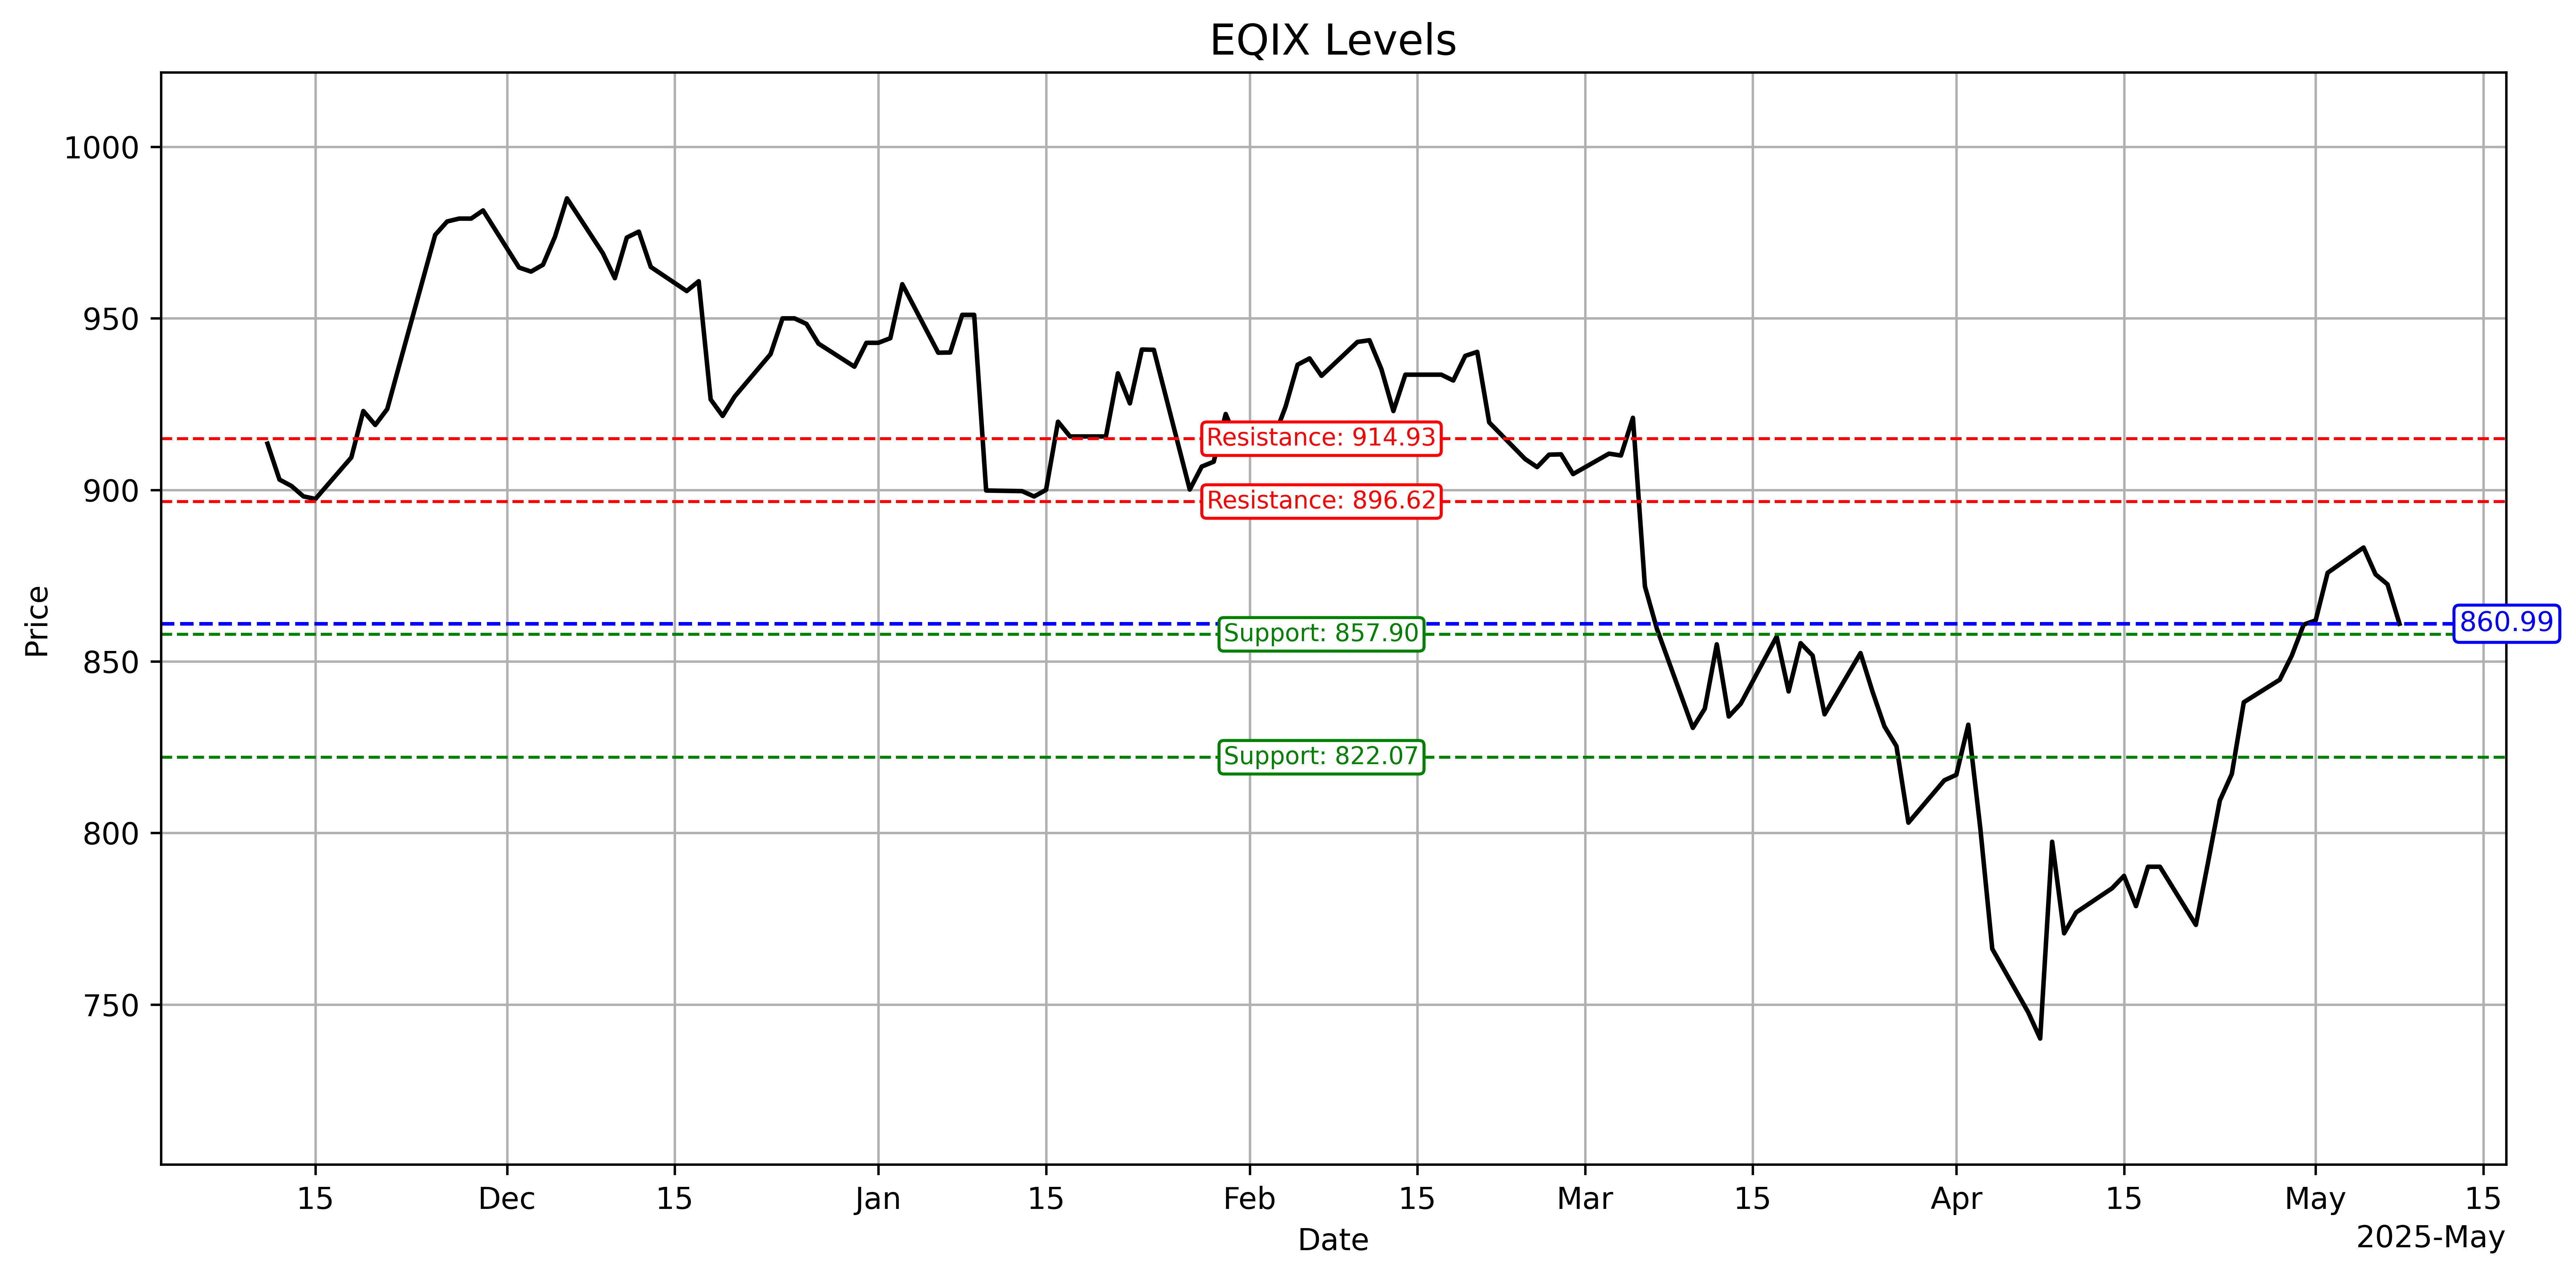 EQIX Levels
1000
950
900
850
800
750
Price
Resistance: 914.93
Resistance: 896.62
860.99
Support: 857.90
Support: 822.07
15 Dec 15 Jan 15 Feb 15 Mar 15 Apr 15 May 15
Date
2025-May